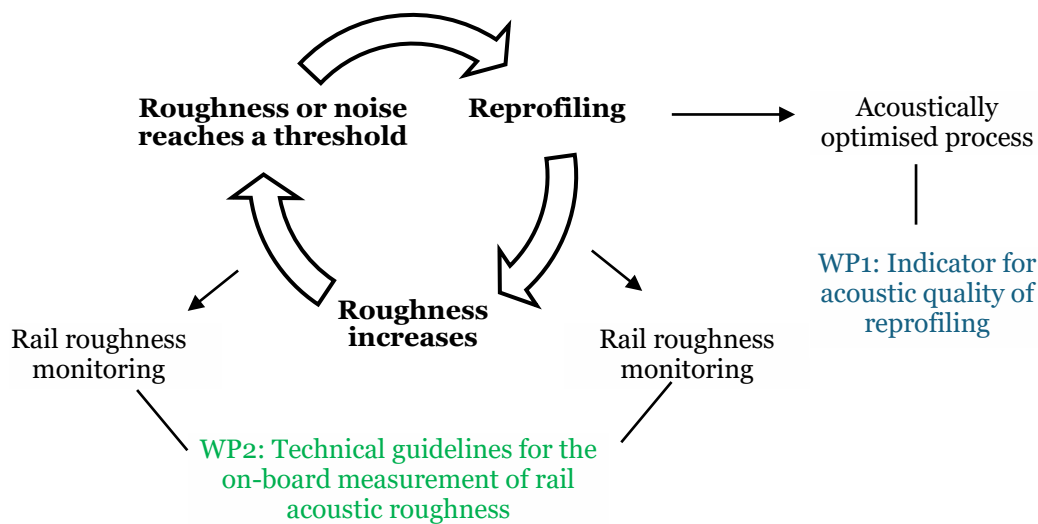 Roughness or noise
reaches a threshold
Reprofiling
Acoustically
optimised process
WP1: Indicator for
acoustic quality of
reprofiling
Roughness
increases
Rail roughness
monitoring
Rail roughness
monitoring
WP2: Technical guidelines for the
on-board measurement of rail
acoustic roughness